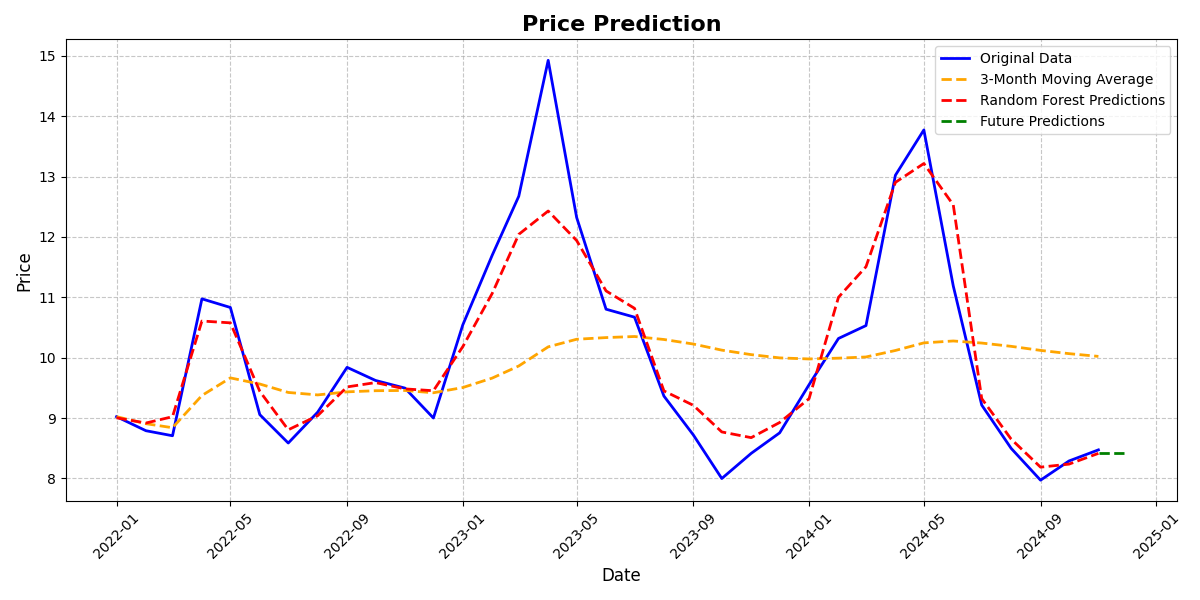 Price Prediction
Original Data
3-Month Moving Average
Random Forest Predictions
Future Predictions
Price
15
14
13
12
11
10
9
8
2022-01
2022-05
2022-09
2023-01
2023-05
2023-09
2024-01
2024-05
2024-09
2025-01
Date